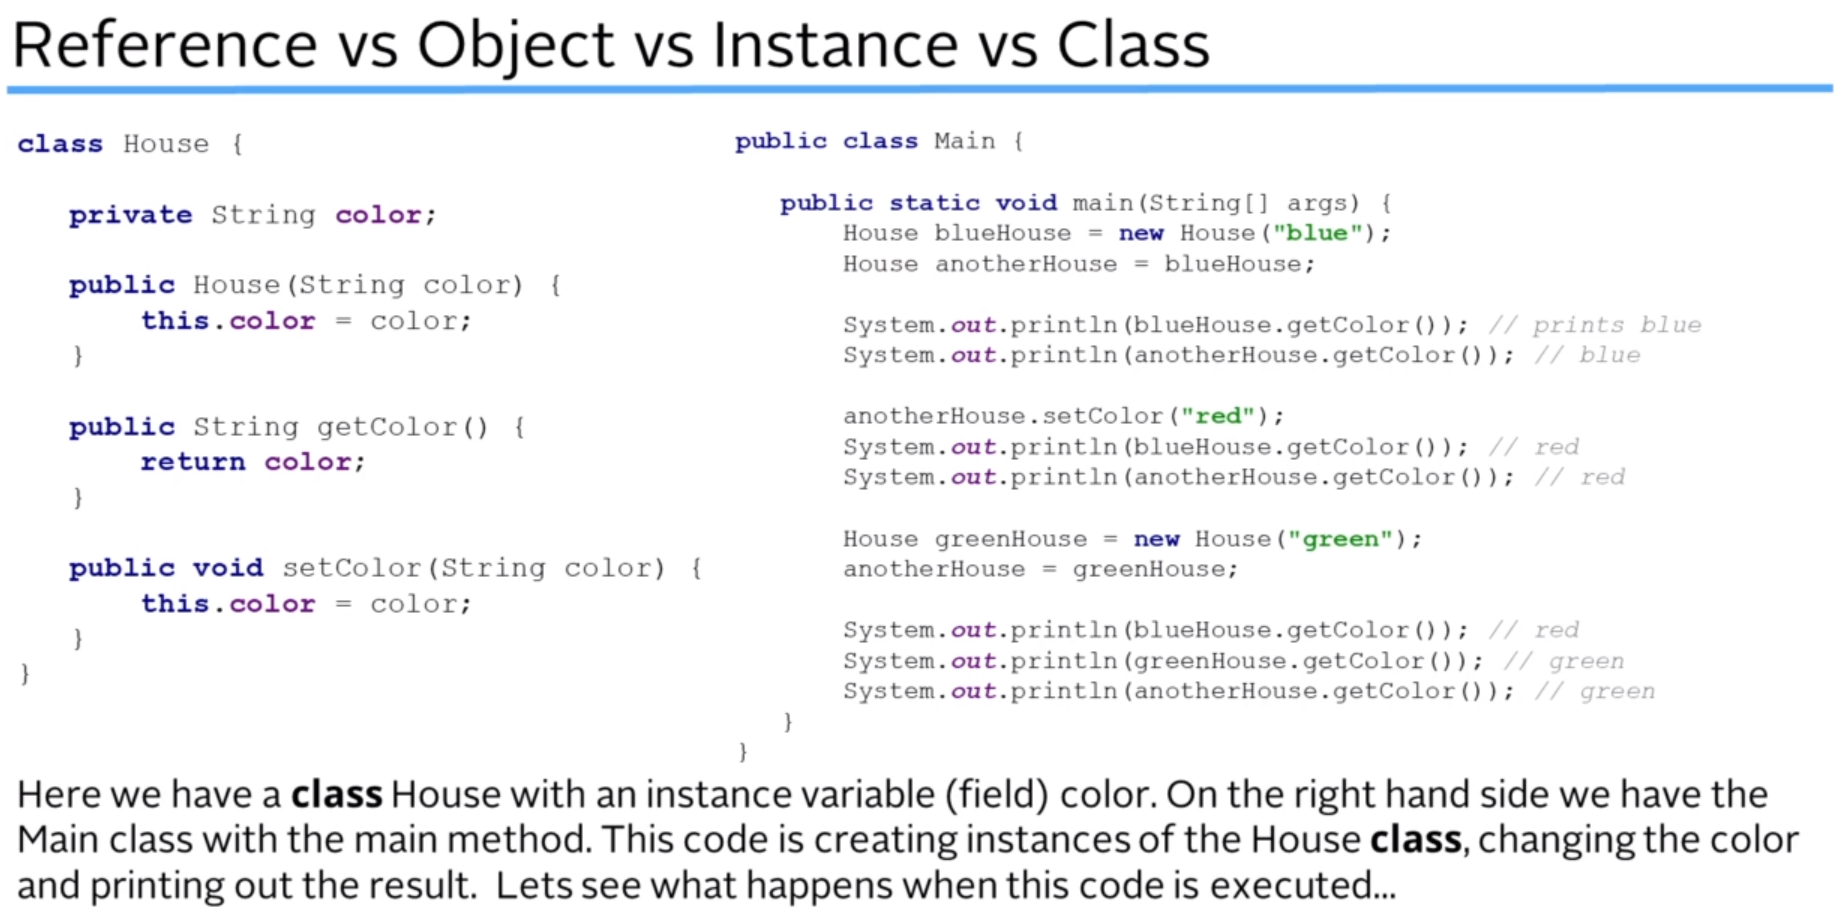 Reference vs Object vs Instance vs Class
class House {
private String color;
public House(String color) {
this.color = color;
}
public String getColor() {
return color;
}
public void setColor(String color) {
this.color = color;
}
}
public class Main {
public static void main(String[] args) {
House blueHouse = new House("blue");
House anotherHouse = blueHouse;
System.out.println(blueHouse.getColor()); // prints blue
System.out.println(anotherHouse.getColor()); // blue
anotherHouse.setColor("red");
System.out.println(blueHouse.getColor()); // red
System.out.println(anotherHouse.getColor()); // red
House greenHouse = new House("green");
anotherHouse = greenHouse;
System.out.println(blueHouse.getColor()); // red
System.out.println(greenHouse.getColor()); // green
System.out.println(anotherHouse.getColor()); // green
}
}
Here we have a class House with an instance variable (field) color. On the right hand side we have the
Main class with the main method. This code is creating instances of the House class, changing the color
and printing out the result. Lets see what happens when this code is executed...